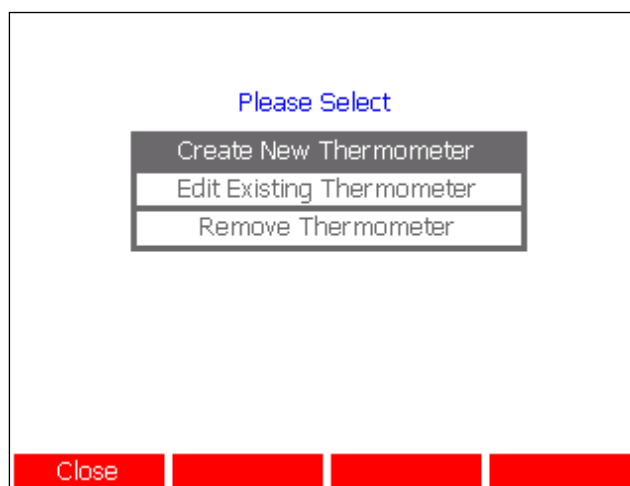 Please Select
Create New Thermometer
Edit Existing Thermometer
Remove Thermometer
Close